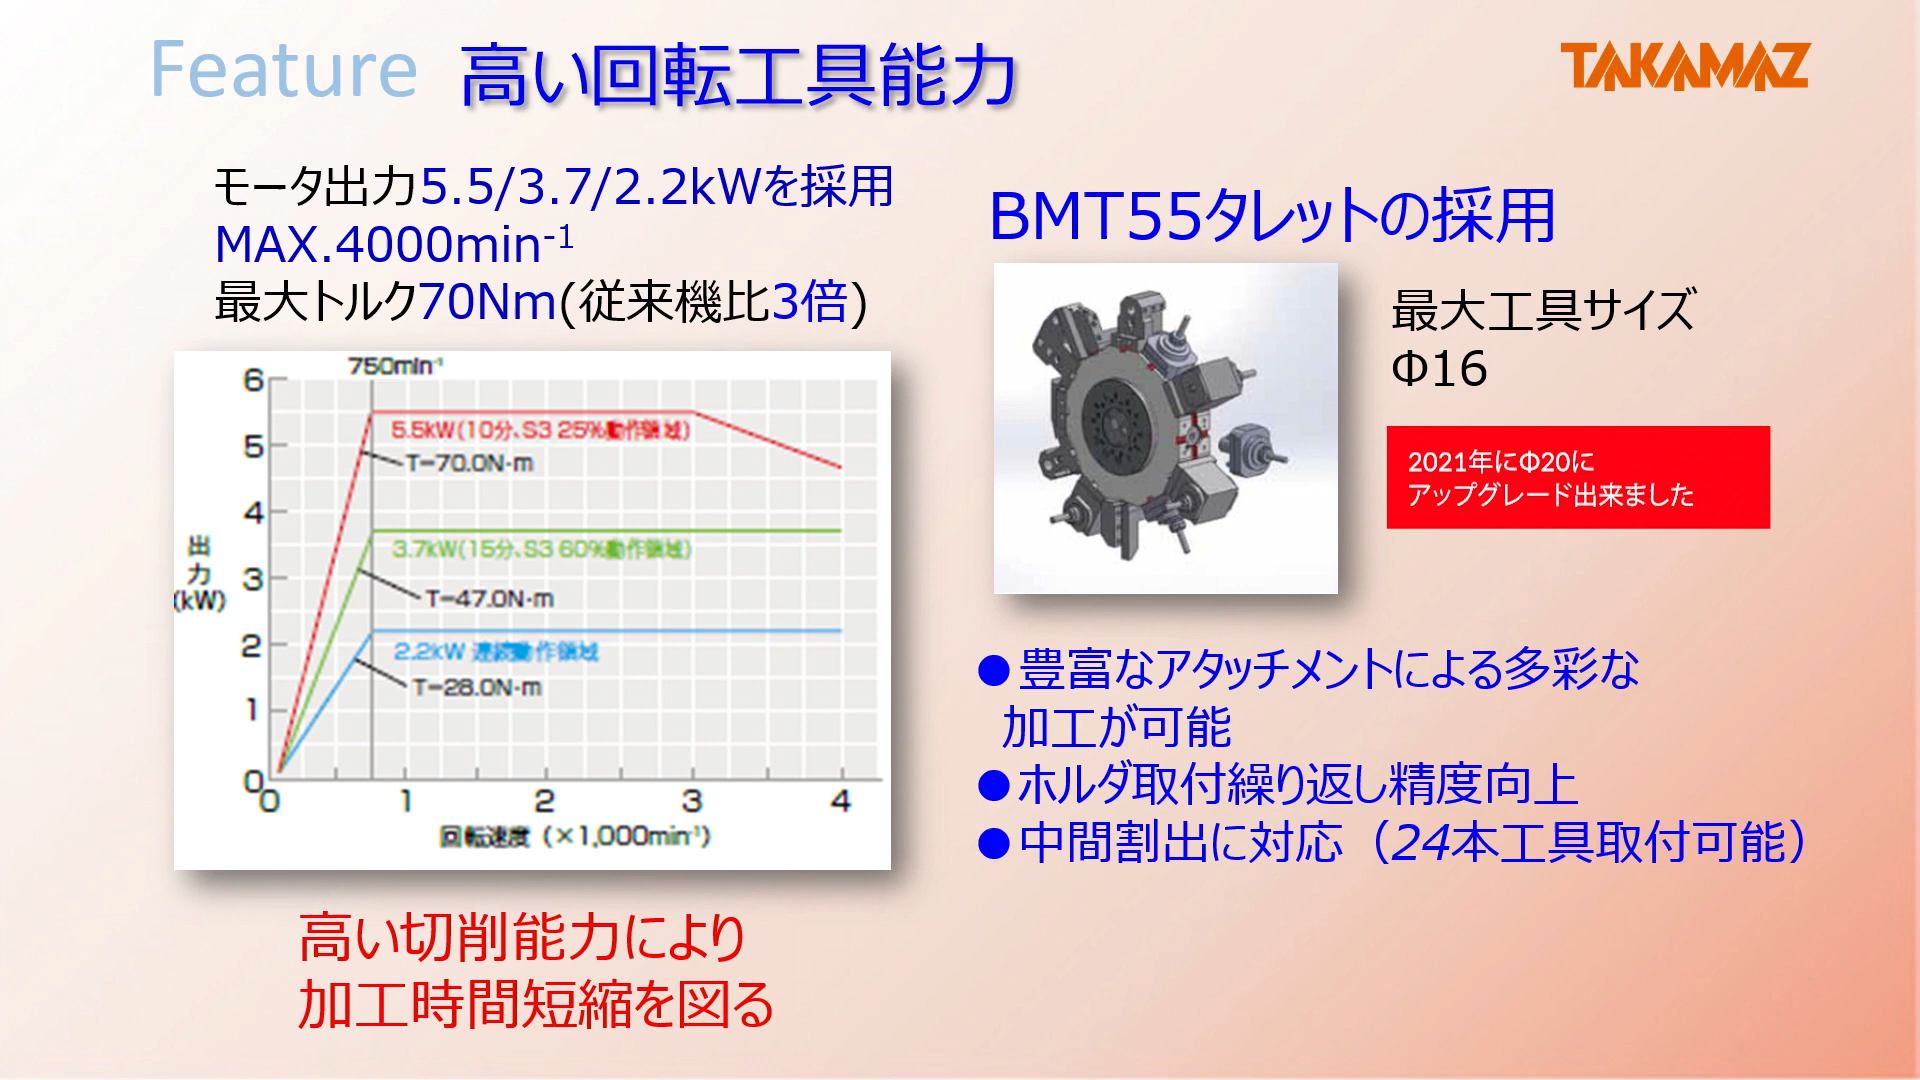 Feature 高い回転工具能力
TAKAMAZ
モータ出力5.5/3.7/2.2kWを採用
MAX.4000min-1
最大トルク70Nm(従来機比3倍)
750min-1
6
5
4
3
2
1
0
出力(kW)
5.5kW(10分、S3 25%動作領域)
T=70.0N·m
3.7kW(15分、S3 60%動作領域)
T=47.0N·m
2.2kW 連続動作領域
T=28.0N·m
0 1 2 3 4
回転速度 (×1,000min-1)
高い切削能力により
加工時間短縮を図る
BMT55タレットの採用
最大工具サイズ
Φ16
2021年にΦ20に
アップグレード出来ました
●豊富なアタッチメントによる多彩な
加工が可能
●ホルダ取付繰り返し精度向上
●中間割出に対応（24本工具取付可能）